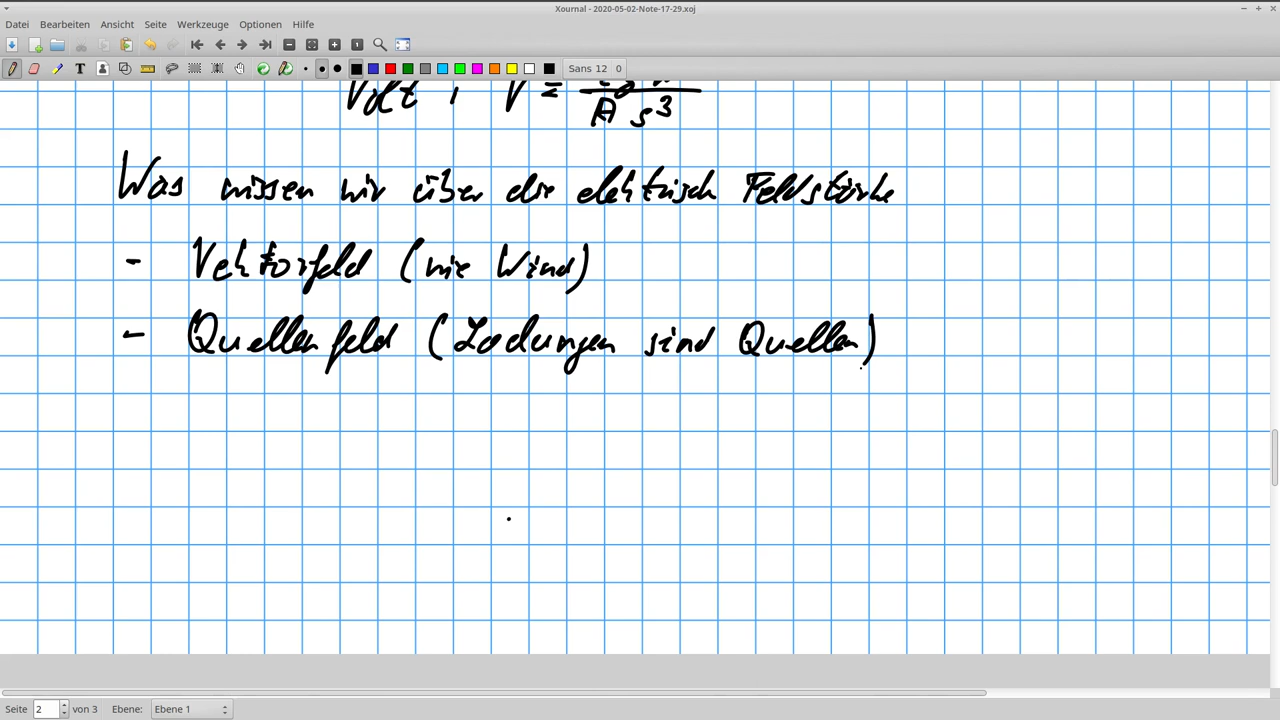 Xournal - 2020-05-02-Note-17-29.xoj
Datei Bearbeiten Ansicht Seite Werkzeuge Optionen Hilfe
Sans 12 0
Volt , V = A s³
Was wissen wir über die elektrisch Feldstärke
- Vektorfeld (wie Wind)
- Quellenfeld (Ladungen sind Quellen)
Seite 2 von 3 Ebene: Ebene 1